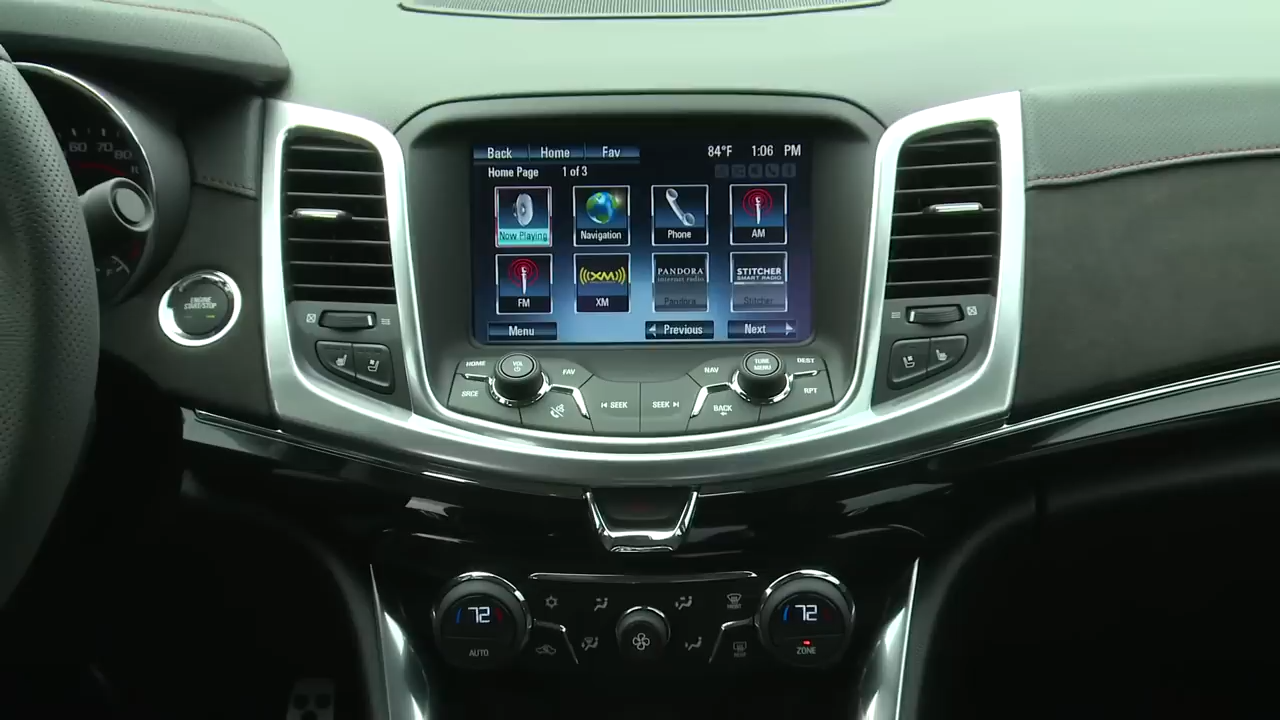 60 70 80
ENGINE
START/STOP
Back Home Fav 84°F 1:06 PM
Home Page 1 of 3
Now Playing Navigation Phone AM
PANDORA STITCHER
internet radio SMART RADIO
XM
FM XM Pandora Stitcher
Menu Previous Next
HOME VOL FAV NAV TUNE MENU DEST
SRCE SEEK SEEK BACK RPT
72 72
FRONT
REAR
AUTO ZONE